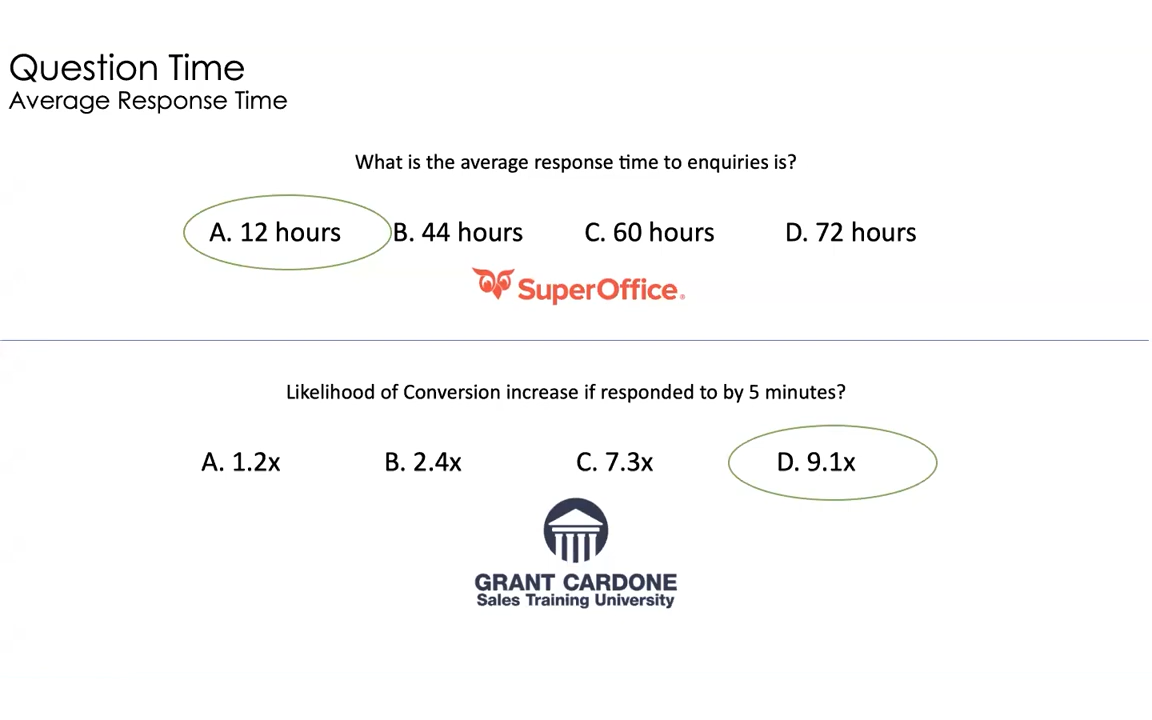 Question Time
Average Response Time
What is the average response time to enquiries is?
A. 12 hours B. 44 hours C. 60 hours D. 72 hours
SuperOffice.
Likelihood of Conversion increase if responded to by 5 minutes?
A. 1.2x B. 2.4x C. 7.3x D. 9.1x
GRANT CARDONE
Sales Training University